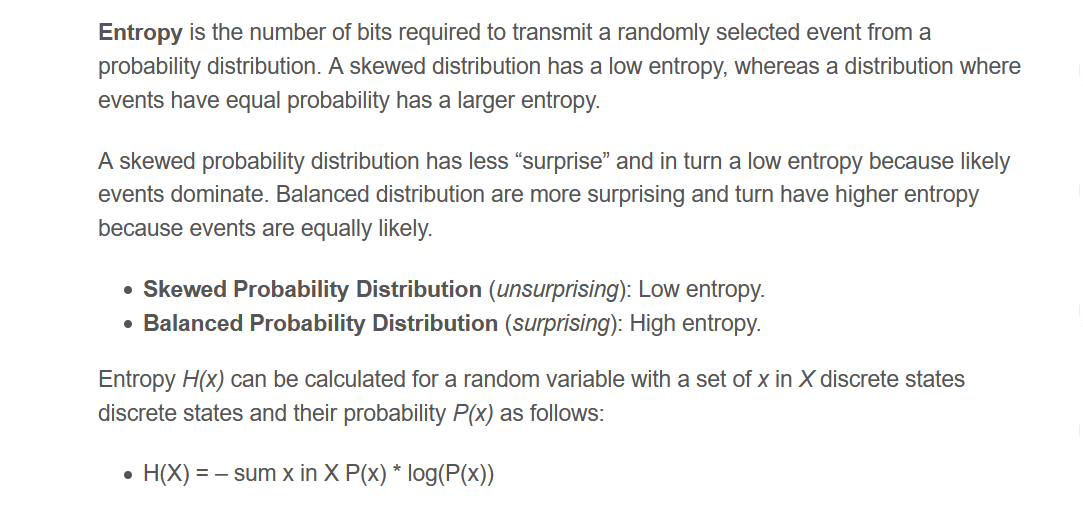 Entropy is the number of bits required to transmit a randomly selected event from a
probability distribution. A skewed distribution has a low entropy, whereas a distribution where
events have equal probability has a larger entropy.
A skewed probability distribution has less “surprise” and in turn a low entropy because likely
events dominate. Balanced distribution are more surprising and turn have higher entropy
because events are equally likely.
• Skewed Probability Distribution (unsurprising): Low entropy.
• Balanced Probability Distribution (surprising): High entropy.
Entropy H(x) can be calculated for a random variable with a set of x in X discrete states
discrete states and their probability P(x) as follows:
• H(X) = – sum x in X P(x) * log(P(x))